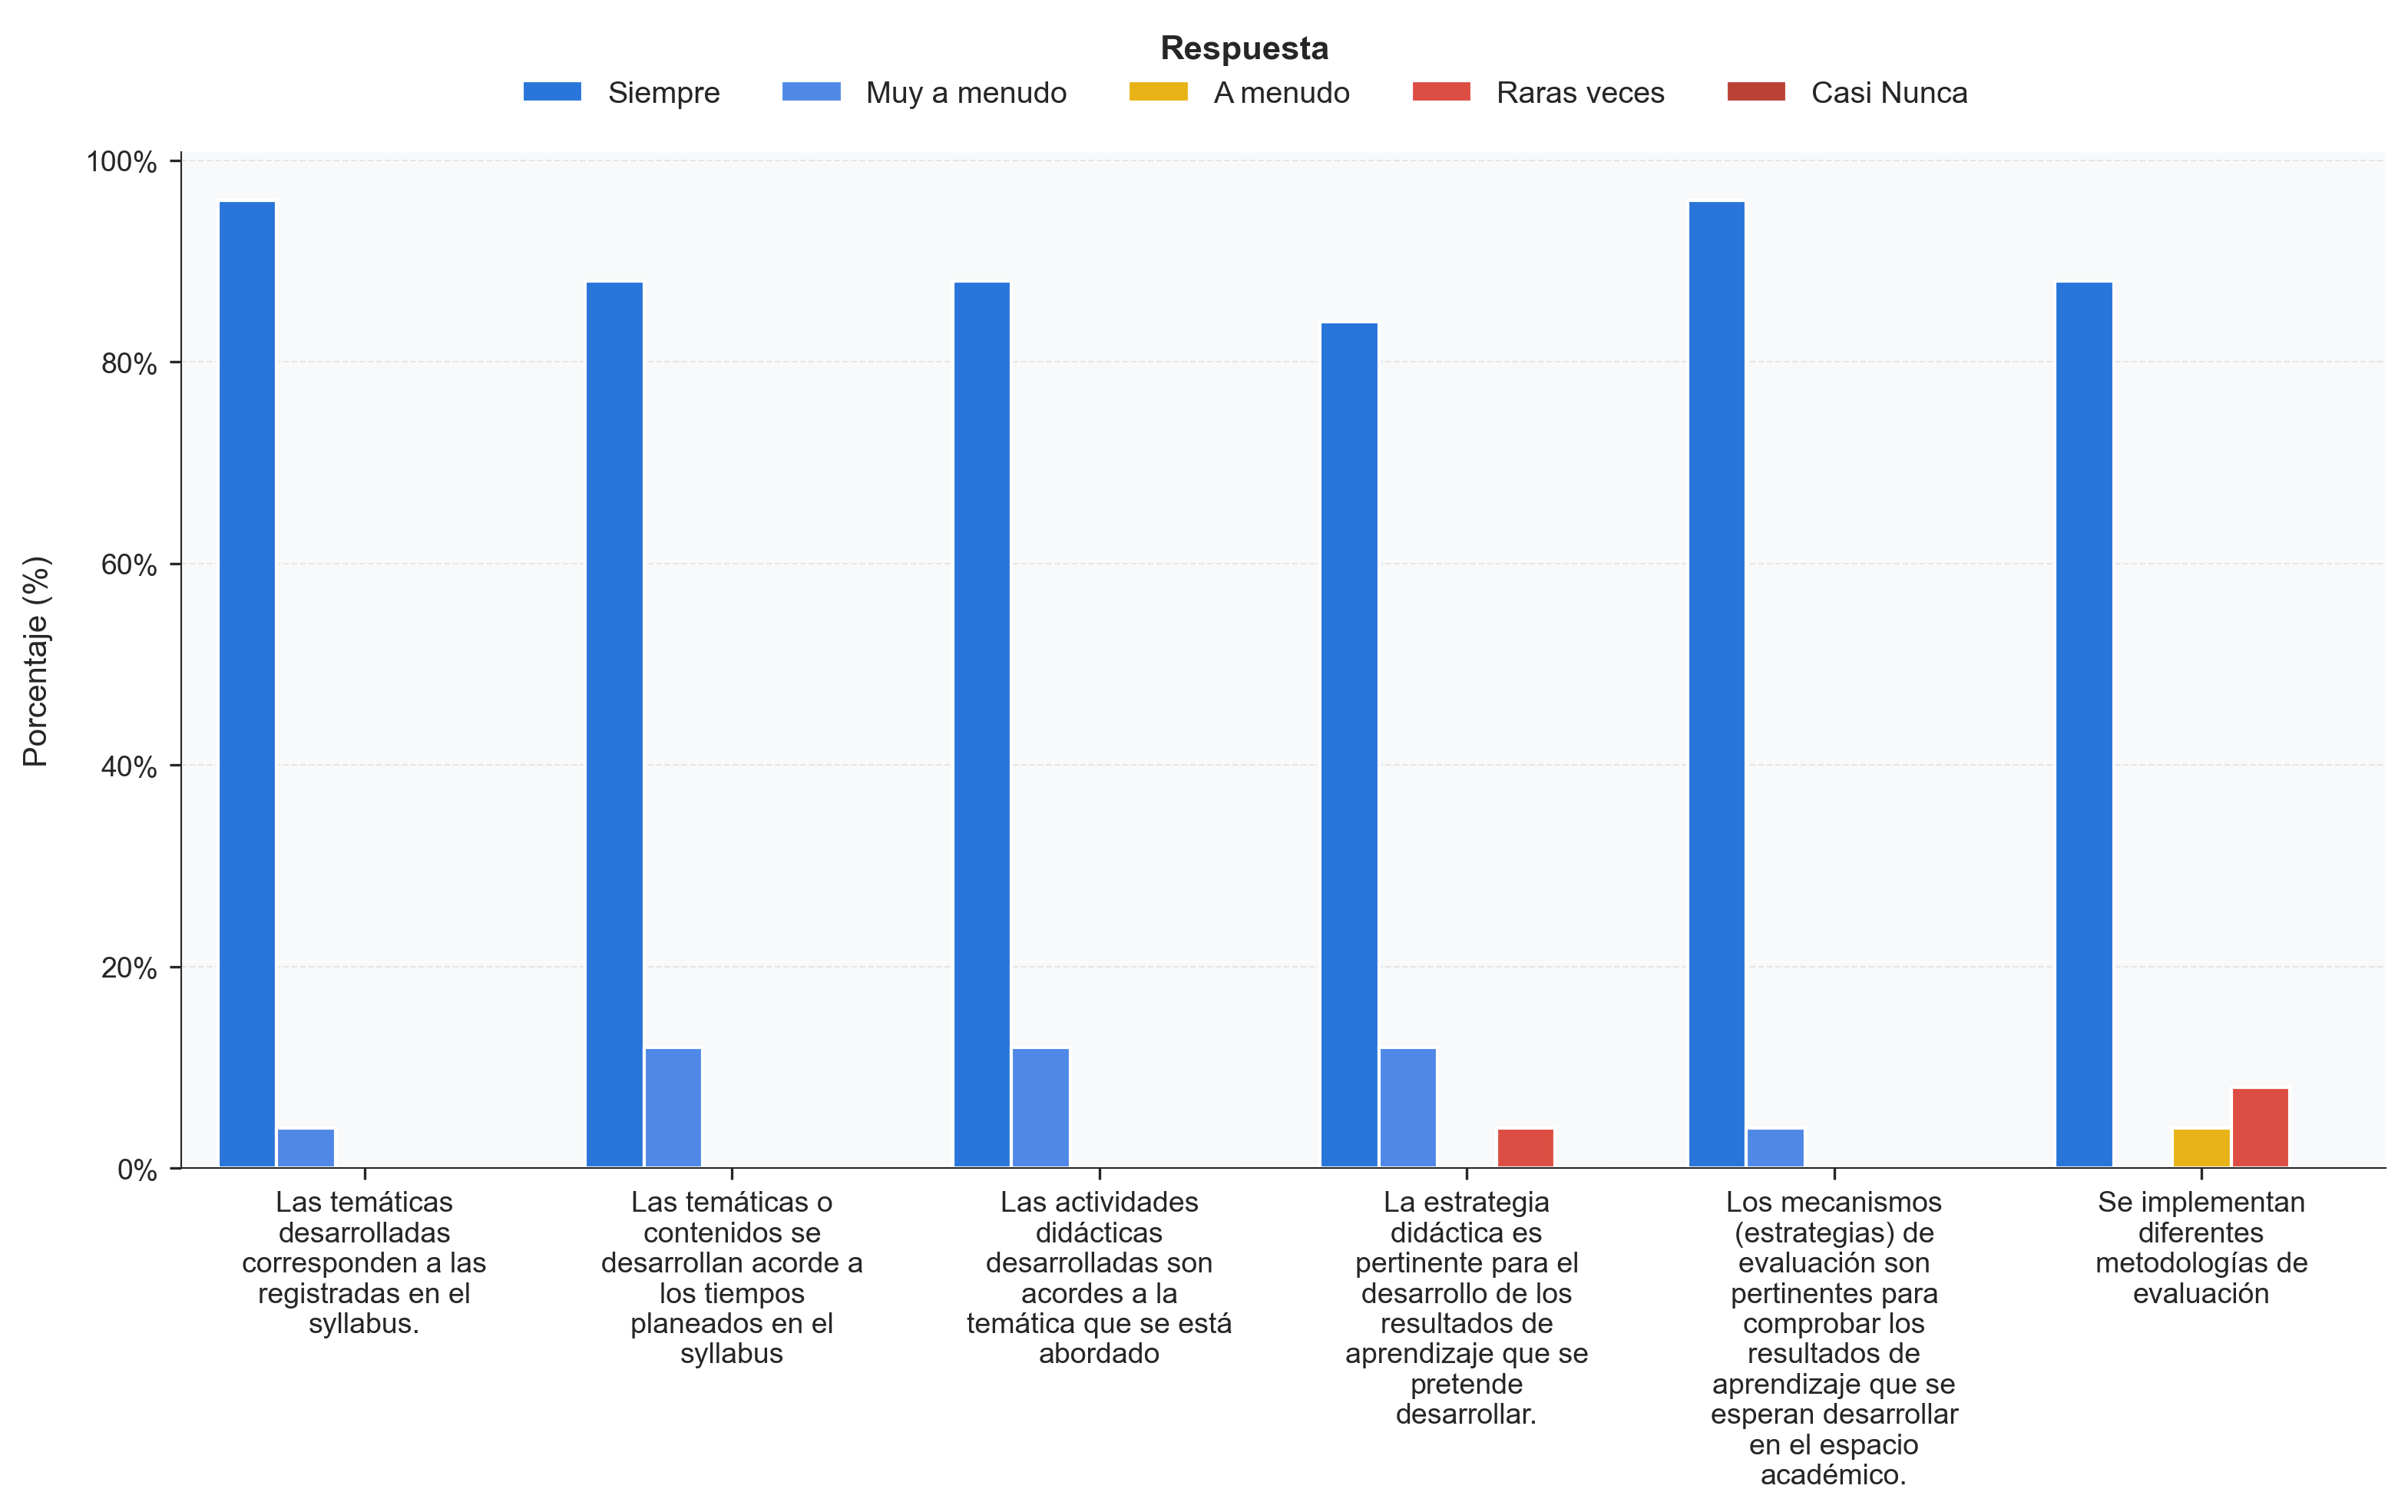 Respuesta
Siempre
Muy a menudo
A menudo
Raras veces
Casi Nunca
Porcentaje (%)
100%
80%
60%
40%
20%
0%
Las temáticas
desarrolladas
corresponden a las
registradas en el
syllabus.
Las temáticas o
contenidos se
desarrollan acorde a
los tiempos
planeados en el
syllabus
Las actividades
didácticas
desarrolladas son
acordes a la
temática que se está
abordado
La estrategia
didáctica es
pertinente para el
desarrollo de los
resultados de
aprendizaje que se
pretende
desarrollar.
Los mecanismos
(estrategias) de
evaluación son
pertinentes para
comprobar los
resultados de
aprendizaje que se
esperan desarrollar
en el espacio
académico.
Se implementan
diferentes
metodologías de
evaluación